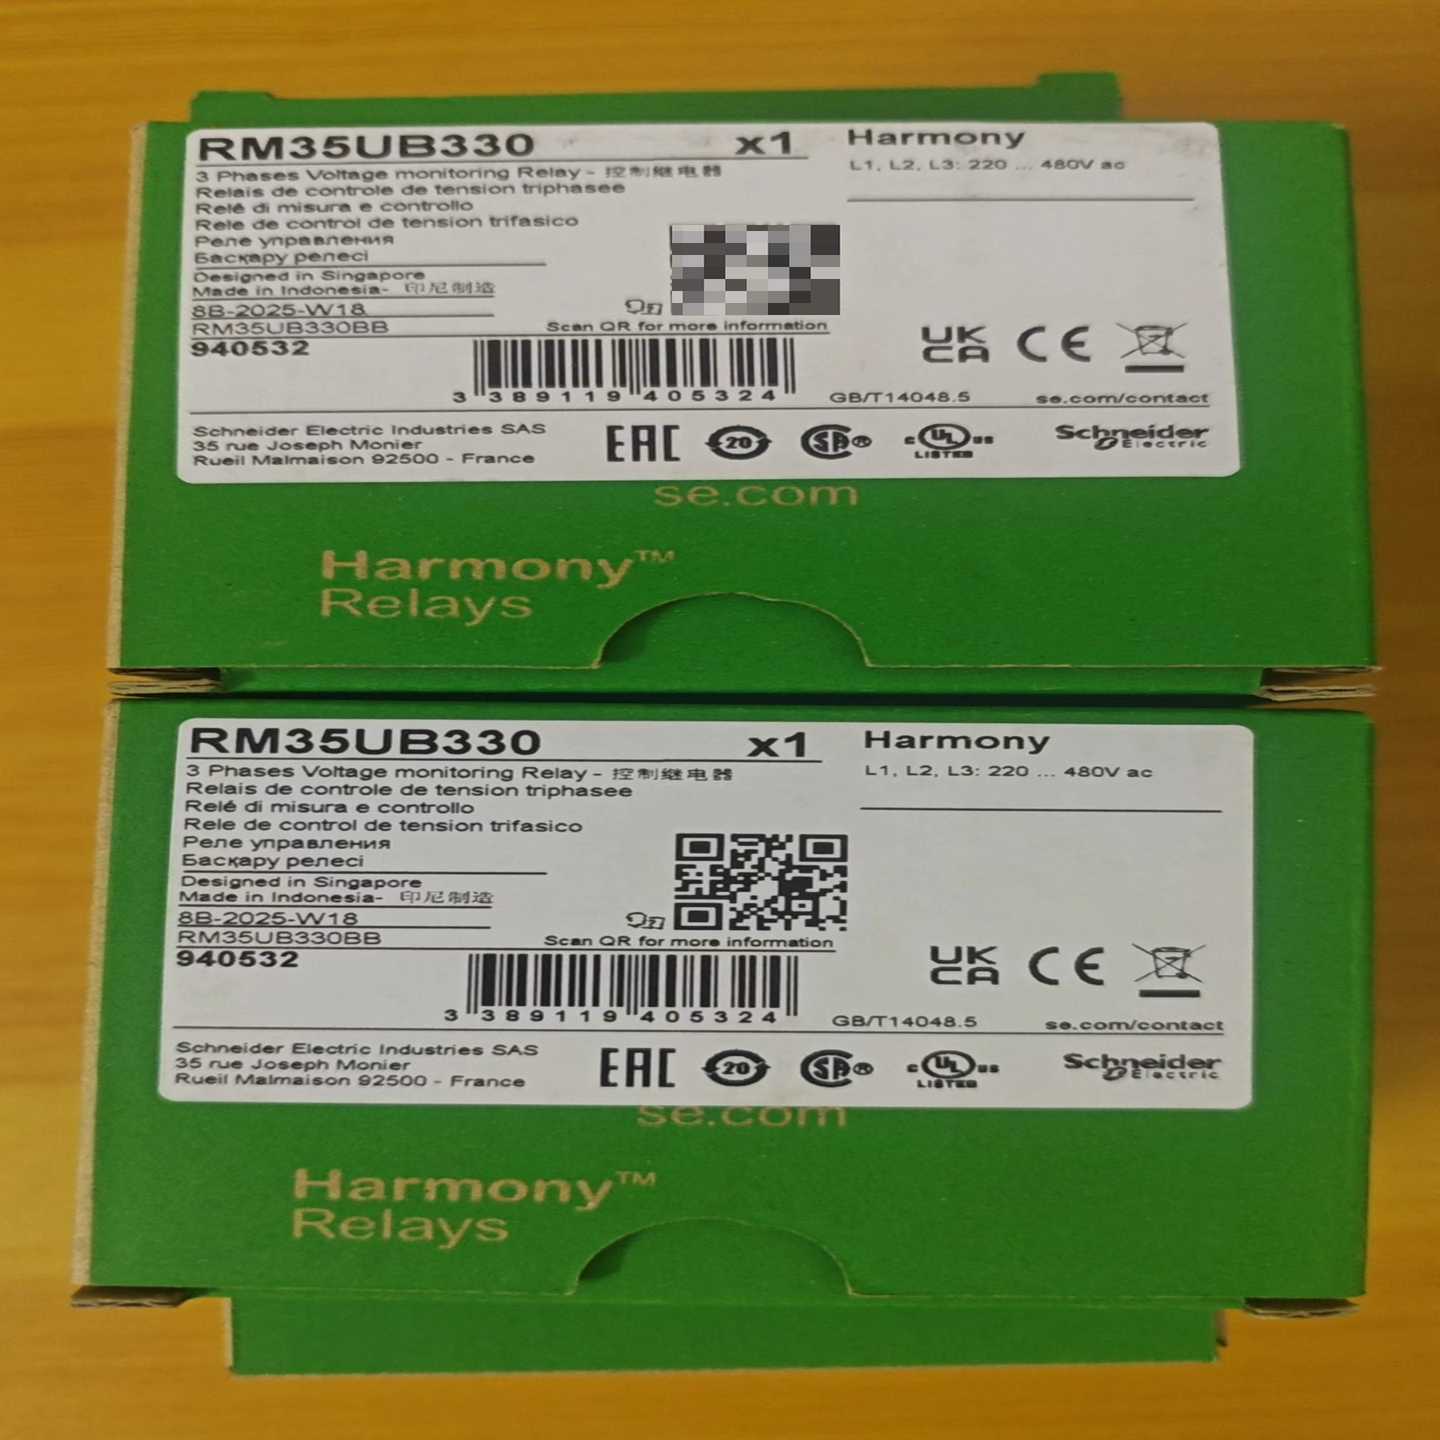 RM35UB330 x1
3 Phases Voltage monitoring Relay - 控制继电器
Relais de controle de tension triphasee
Relé di misura e controllo
Rele de control de tension trifasico
Реле управления
Басқару релесі
Designed in Singapore
Made in Indonesia- 印尼制造
8B-2025-W18
RM35UB330BB
940532
Scan QR for more information
3 389119 405324
Harmony
L1, L2, L3: 220 ... 480V ac
UK
CA CE
GB/T14048.5 se.com/contact
Schneider Electric Industries SAS
35 rue Joseph Monier
Rueil Malmaison 92500 - France
EAC 20 SA® c UL us
LISTED
Schneider
Electric
se.com
Harmony™
Relays
RM35UB330 x1
3 Phases Voltage monitoring Relay - 控制继电器
Relais de controle de tension triphasee
Relé di misura e controllo
Rele de control de tension trifasico
Реле управления
Басқару релесі
Designed in Singapore
Made in Indonesia- 印尼制造
8B-2025-W18
RM35UB330BB
940532
Scan QR for more information
3 389119 405324
Harmony
L1, L2, L3: 220 ... 480V ac
UK
CA CE
GB/T14048.5 se.com/contact
Schneider Electric Industries SAS
35 rue Joseph Monier
Rueil Malmaison 92500 - France
EAC 20 SA® c UL us
LISTED
Schneider
Electric
se.com
Harmony™
Relays